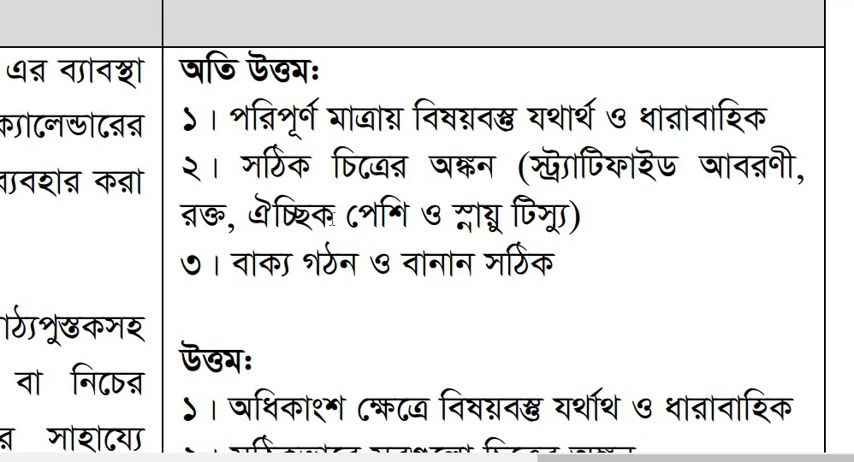 এর ব্যাবস্থা
ক্যালেন্ডারের
ব্যবহার করা
াঠ্যপুস্তকসহ
বা নিচের
র সাহায্যে
অতি উত্তম:
১। পরিপূর্ণ মাত্রায় বিষয়বস্তু যথার্থ ও ধারাবাহিক
২। সঠিক চিত্রের অঙ্কন (স্ট্র্যাটিফাইড আবরণী,
রক্ত, ঐচ্ছিক পেশি ও স্নায়ু টিস্যু)
৩। বাক্য গঠন ও বানান সঠিক
উত্তম:
১। অধিকাংশ ক্ষেত্রে বিষয়বস্তু যর্থাথ ও ধারাবাহিক